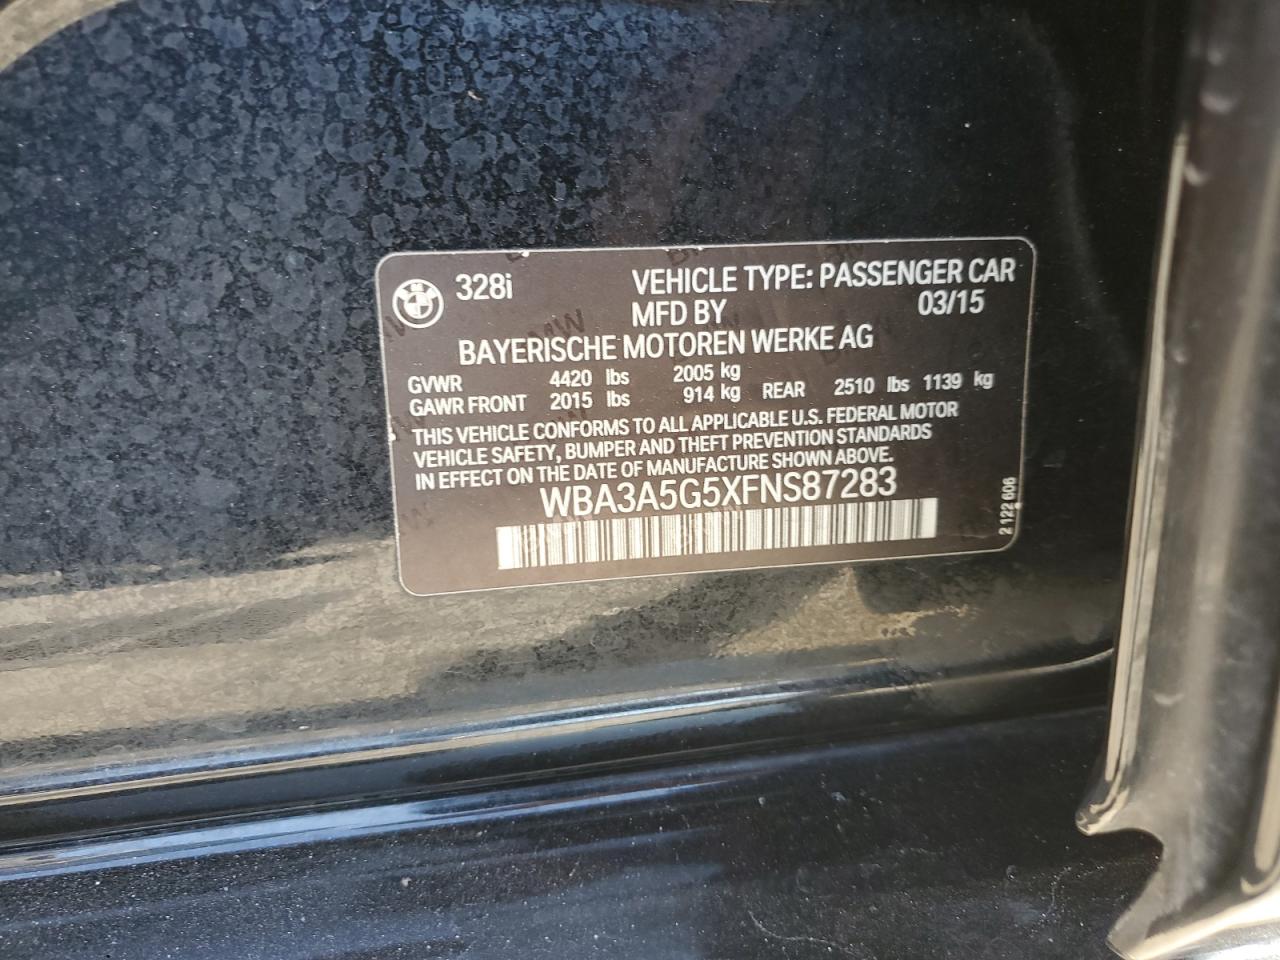 328i VEHICLE TYPE: PASSENGER CAR
MFD BY 03/15
BAYERISCHE MOTOREN WERKE AG
GVWR 4420 lbs 2005 kg
GAWR FRONT 2015 lbs 914 kg REAR 2510 lbs 1139 kg
THIS VEHICLE CONFORMS TO ALL APPLICABLE U.S. FEDERAL MOTOR
VEHICLE SAFETY, BUMPER AND THEFT PREVENTION STANDARDS
IN EFFECT ON THE DATE OF MANUFACTURE SHOWN ABOVE.
WBA3A5G5XFNS87283
2 122 606